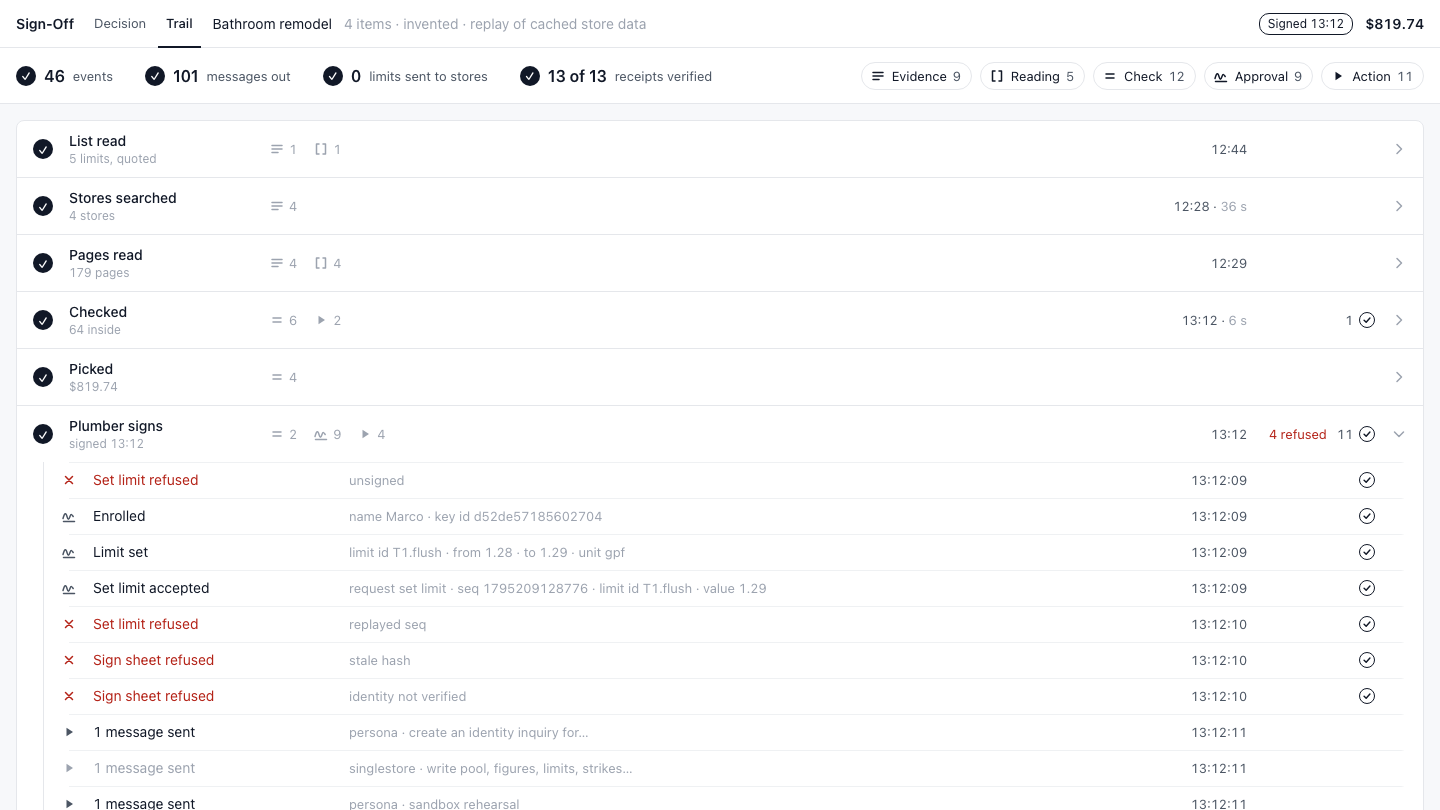 Sign-Off Decision Trail Bathroom remodel 4 items · invented · replay of cached store data Signed 13:12 $819.74
46 events 101 messages out 0 limits sent to stores 13 of 13 receipts verified Evidence 9 Reading 5 Check 12 Approval 9 Action 11
List read 1 1 12:44
5 limits, quoted
Stores searched 4 12:28 · 36 s
4 stores
Pages read 4 4 12:29
179 pages
Checked 6 2 13:12 · 6 s 1
64 inside
Picked 4
$819.74
Plumber signs 2 9 4 13:12 4 refused 11
signed 13:12
Set limit refused unsigned 13:12:09
Enrolled name Marco · key id d52de57185602704 13:12:09
Limit set limit id T1.flush · from 1.28 · to 1.29 · unit gpf 13:12:09
Set limit accepted request set limit · seq 1795209128776 · limit id T1.flush · value 1.29 13:12:09
Set limit refused replayed seq 13:12:10
Sign sheet refused stale hash 13:12:10
Sign sheet refused identity not verified 13:12:10
1 message sent persona · create an identity inquiry for… 13:12:11
1 message sent singlestore · write pool, figures, limits, strikes… 13:12:11
1 message sent persona · sandbox rehearsal 13:12:11